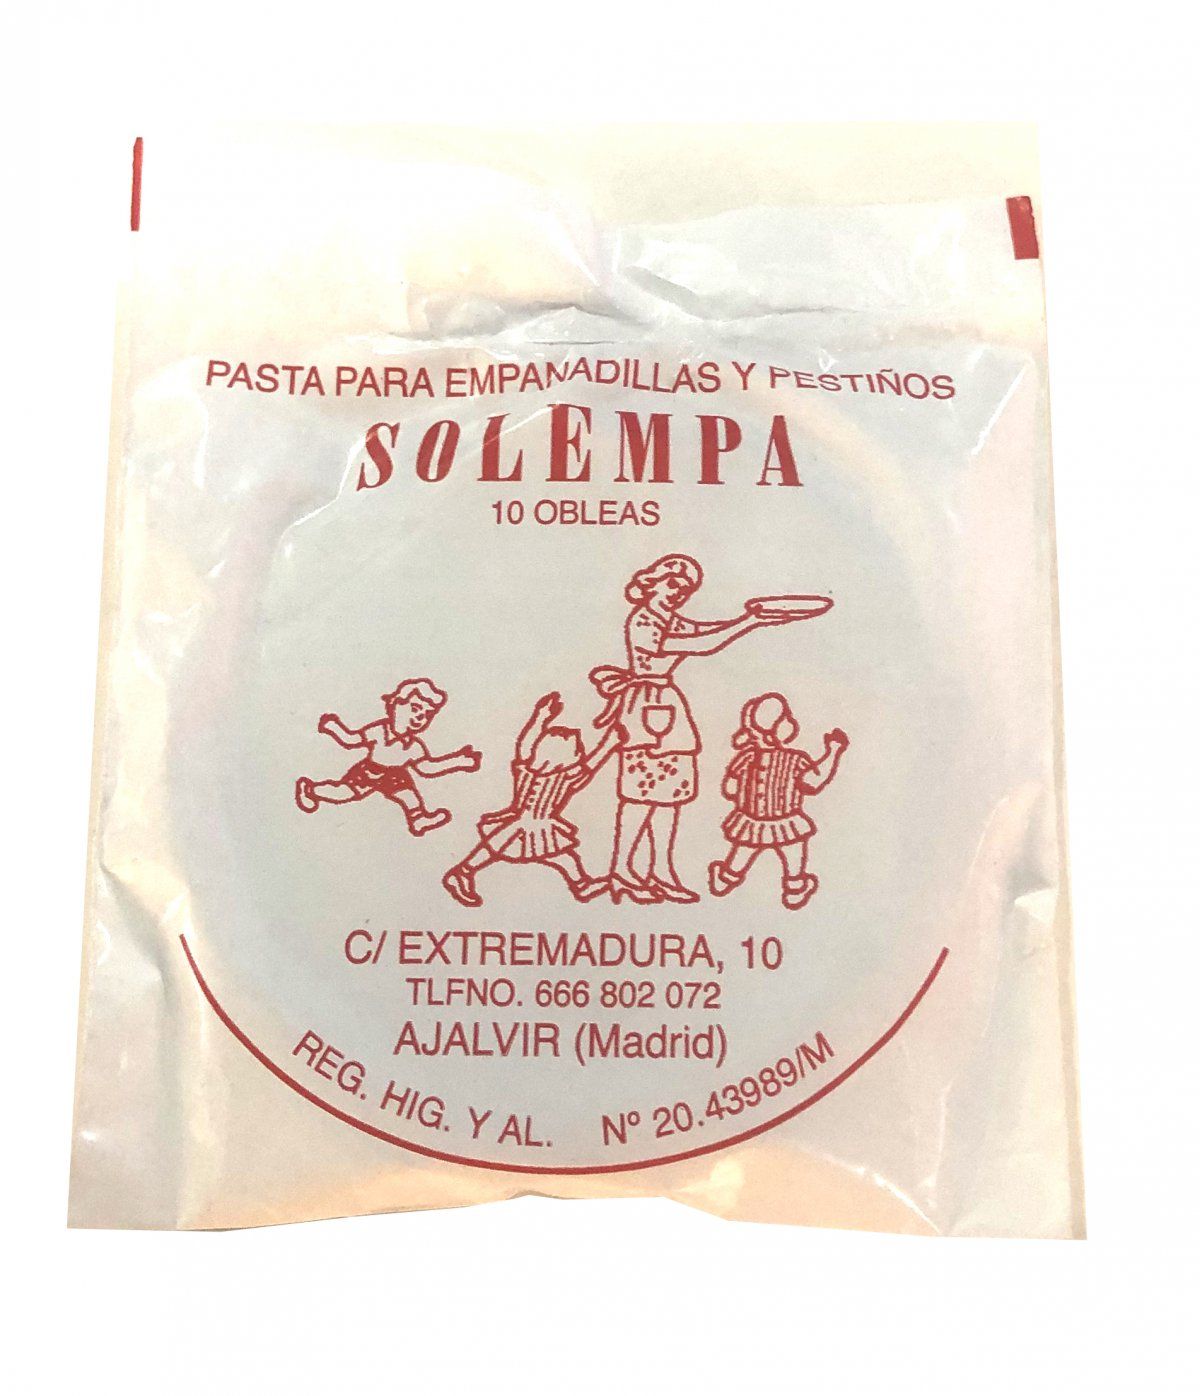 PASTA PARA EMPANADILLAS Y PESTIÑOS
SOLEMPA
10 OBLEAS
C/ EXTREMADURA, 10
TLFNO. 666 802 072
AJALVIR (Madrid)
REG. HIG. Y AL. Nº 20.43989/M